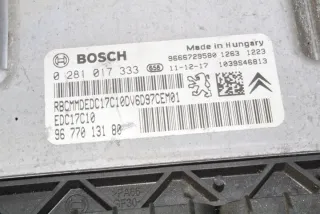 BOSCH
Made in Hungary
9666729580 1263 1223
0 281 017 333 656 11-12-17 1039S46813
RBCMMDEDC17C10DV6D97CEM01
EDC17C10
96 770 131 80